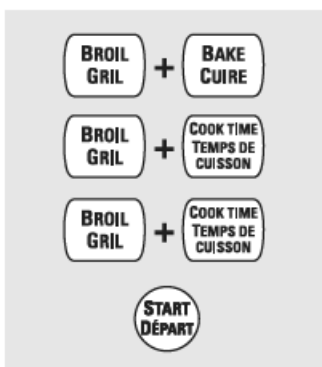 BROIL
GRIL
+
BAKE
CUIRE
BROIL
GRIL
+
COOK TIME
TEMPS DE
CUISSON
BROIL
GRIL
+
COOK TIME
TEMPS DE
CUISSON
START
DÉPART